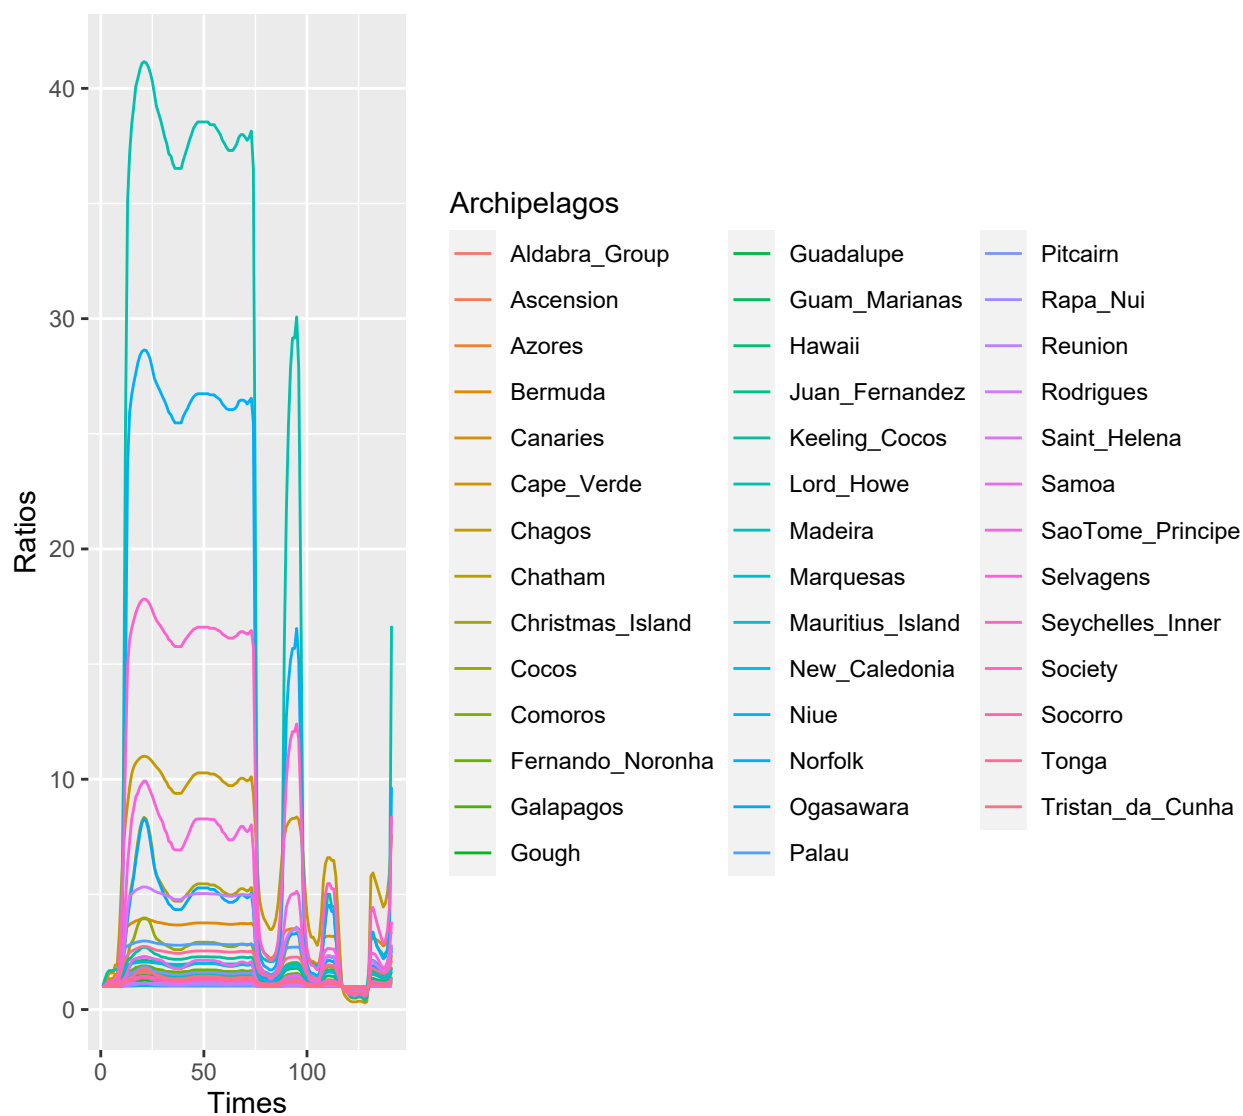 40
30
20
10
0
Ratios
0
50
100
Times
Archipelagos
Aldabra_Group
Ascension
Azores
Bermuda
Canaries
Cape_Verde
Chagos
Chatham
Christmas_Island
Cocos
Comoros
Fernando_Noronha
Galapagos
Gough
Guadalupe
Guam_Marianas
Hawaii
Juan_Fernandez
Keeling_Cocos
Lord_Howe
Madeira
Marquesas
Mauritius_Island
New_Caledonia
Niue
Norfolk
Ogasawara
Palau
Pitcairn
Rapa_Nui
Reunion
Rodrigues
Saint_Helena
Samoa
SaoTome_Principe
Selvagens
Seychelles_Inner
Society
Socorro
Tonga
Tristan_da_Cunha